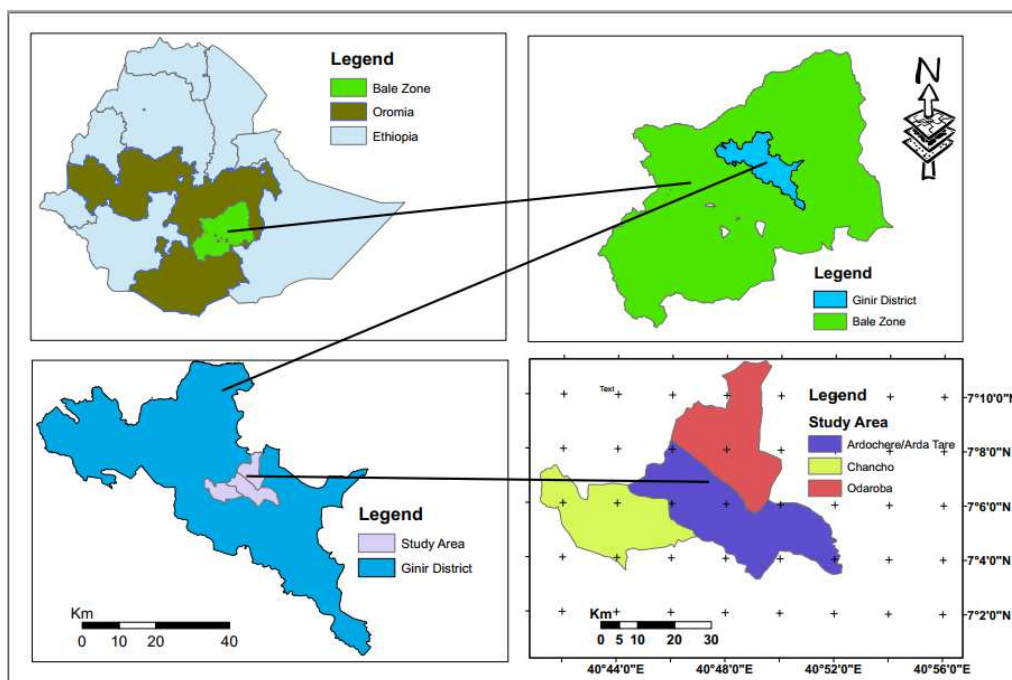 Legend
Bale Zone
Oromia
Ethiopia
N
Legend
Ginir District
Bale Zone
Legend
Study Area
Ginir District
Km
0 10 20 40
Text
Legend
Study Area
Ardochere/Arda Tare
Chancho
Odaroba
Km
0 5 10 20 30
7°10'0"N
7°8'0"N
7°6'0"N
7°4'0"N
7°2'0"N
40°44'0"E 40°48'0"E 40°52'0"E 40°56'0"E